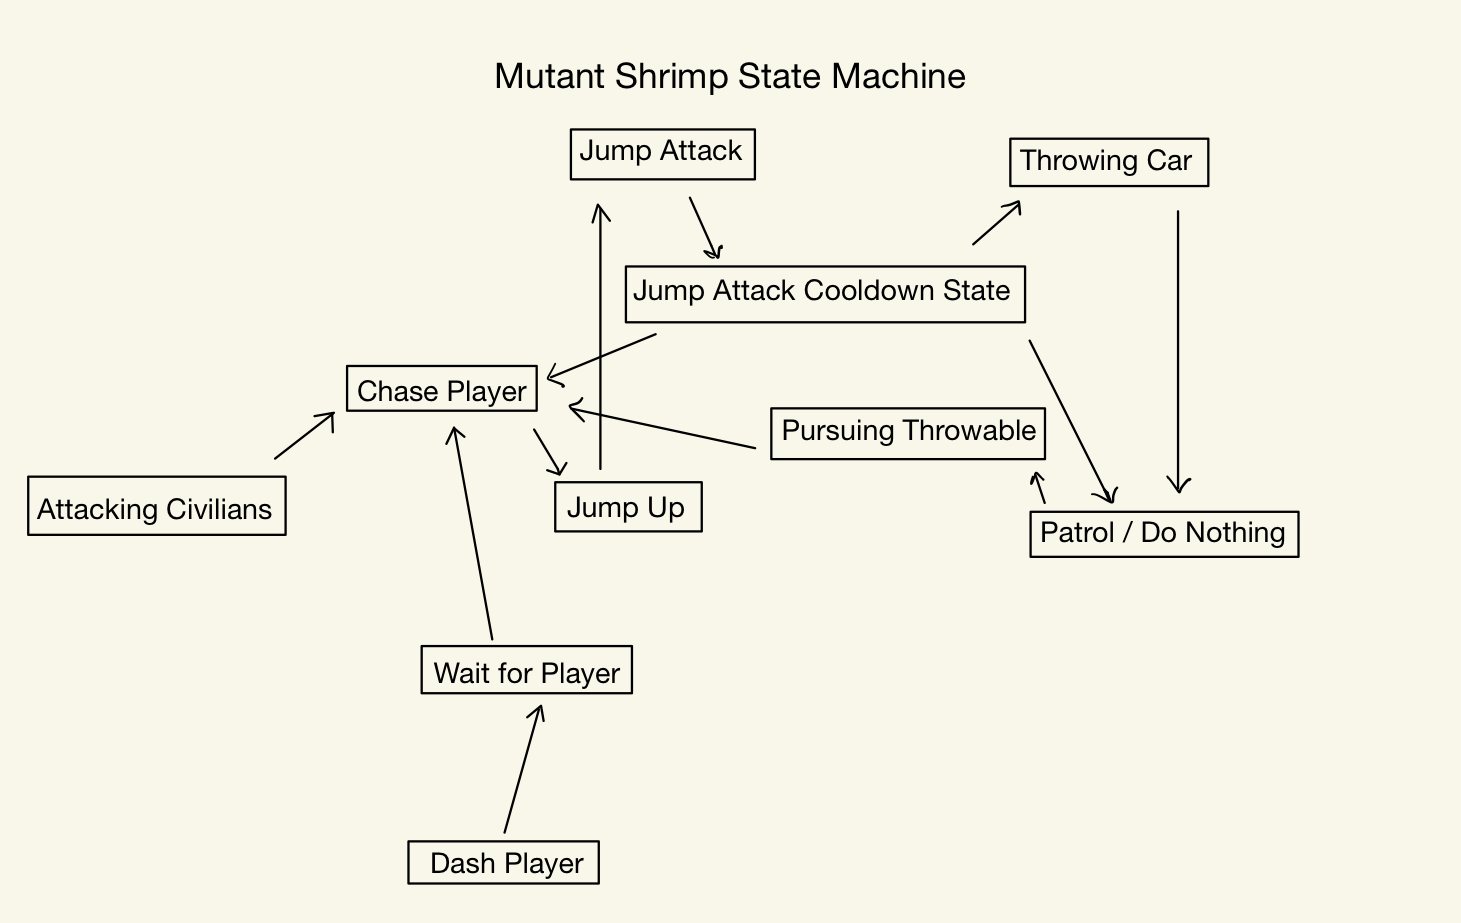 Mutant Shrimp State Machine
Jump Attack
Throwing Car
Jump Attack Cooldown State
Chase Player
Pursuing Throwable
Attacking Civilians
Jump Up
Patrol / Do Nothing
Wait for Player
Dash Player